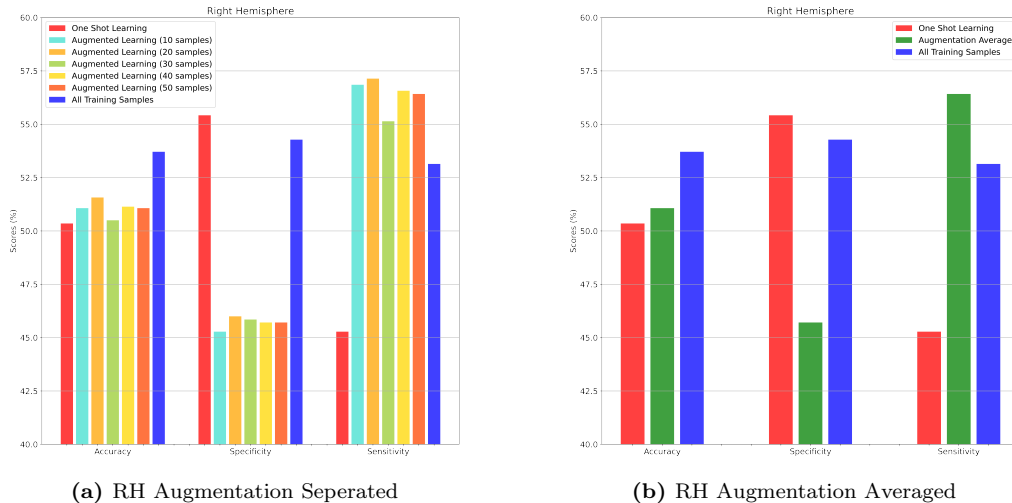 Right Hemisphere
60.0
57.5
55.0
52.5
50.0
47.5
45.0
42.5
40.0
Scores (%)
One Shot Learning
Augmented Learning (10 samples)
Augmented Learning (20 samples)
Augmented Learning (30 samples)
Augmented Learning (40 samples)
Augmented Learning (50 samples)
All Training Samples
Accuracy
Specificity
Sensitivity
(a) RH Augmentation Seperated
Right Hemisphere
60.0
57.5
55.0
52.5
50.0
47.5
45.0
42.5
40.0
Scores (%)
One Shot Learning
Augmentation Average
All Training Samples
Accuracy
Specificity
Sensitivity
(b) RH Augmentation Averaged